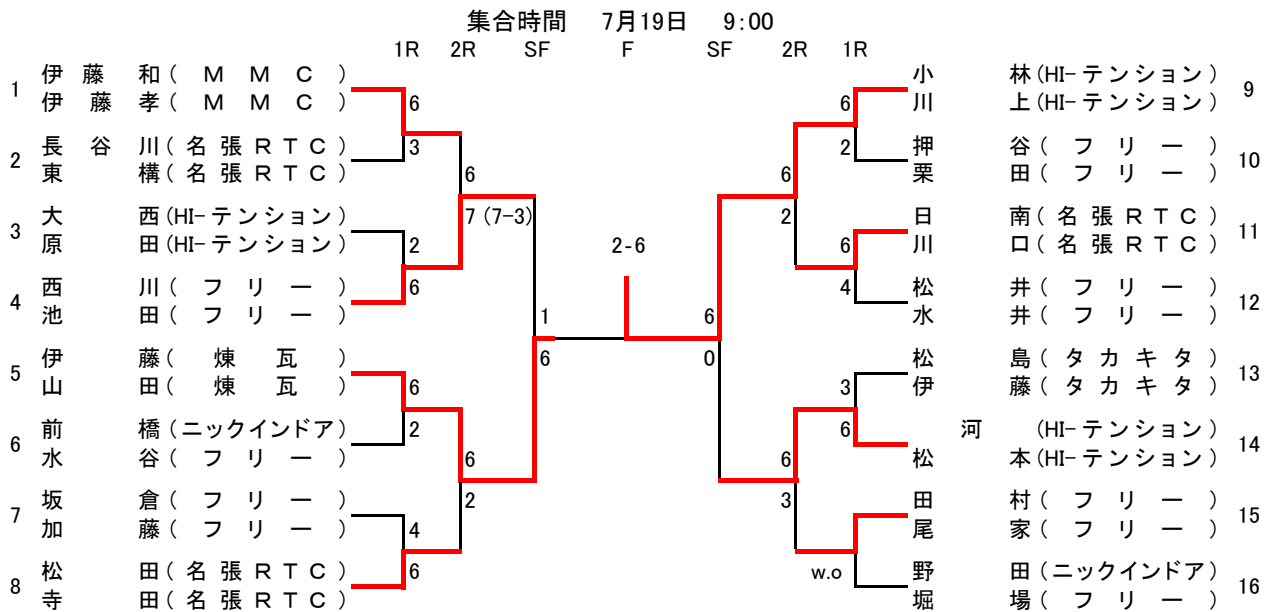 集合時間 7月19日 9:00
1R 2R SF F SF 2R 1R
1 伊藤和(MMC)
伊藤孝(MMC)
6
3
2 長谷川(名張RTC)
東構(名張RTC)
6
7(7-3)
3 大西(HI-テンション)
原田(HI-テンション)
2
6
4 西川(フリー)
池田(フリー)
1
6
5 伊藤(煉瓦)
山田(煉瓦)
6
2
6 前橋(ニックインドア)
水谷(フリー)
6
2
7 坂倉(フリー)
加藤(フリー)
4
6
8 松田(名張RTC)
寺田(名張RTC)
2-6
小林(HI-テンション) 9
川上(HI-テンション)
6
2
押谷(フリー) 10
栗田(フリー)
6
2
日南(名張RTC) 11
川口(名張RTC)
6
4
松井(フリー) 12
水井(フリー)
6
0
松島(タカキタ) 13
伊藤(タカキタ)
3
6
河(HI-テンション) 14
松本(HI-テンション)
6
3
田村(フリー) 15
尾家(フリー)
w.o
野田(ニックインドア) 16
堀場(フリー)